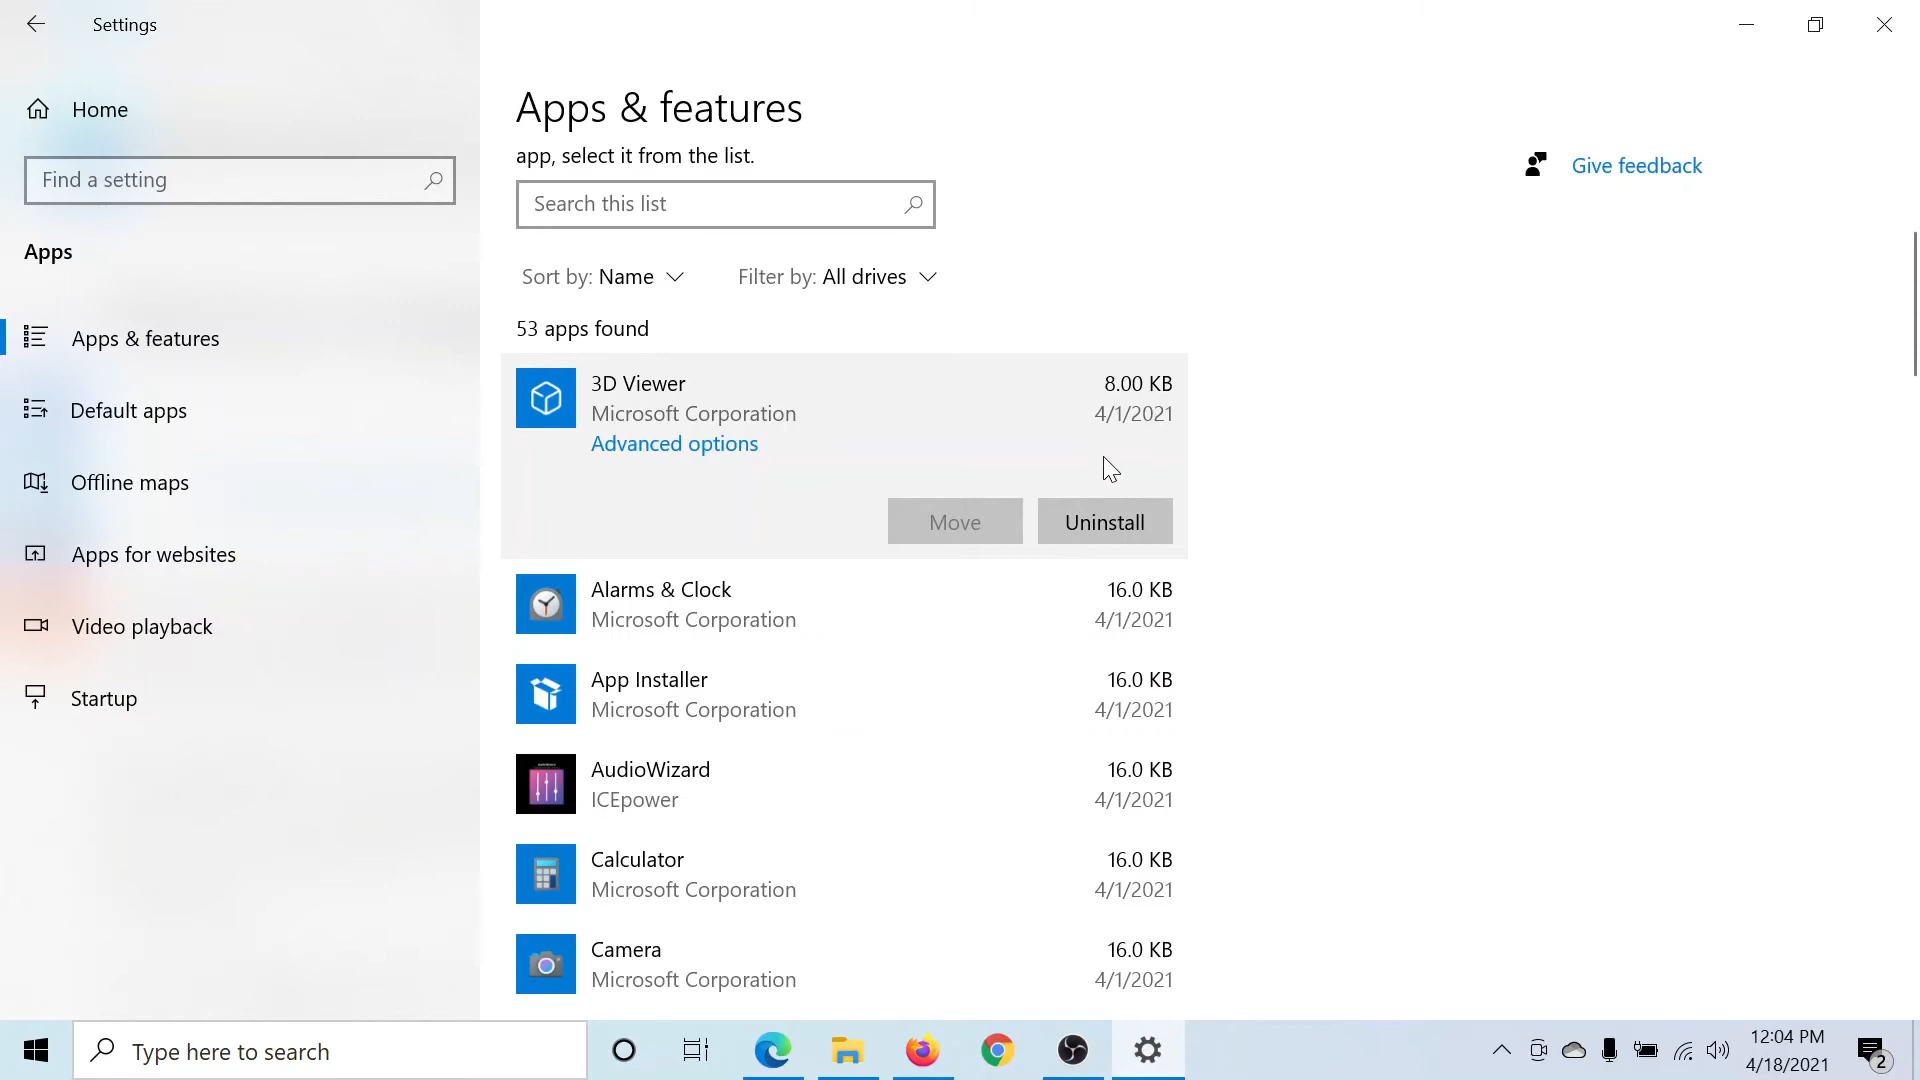 Settings
Home
Find a setting
Apps
Apps & features
Default apps
Offline maps
Apps for websites
Video playback
Startup
Apps & features
app, select it from the list.
Search this list
Sort by: Name
Filter by: All drives
53 apps found
3D Viewer
8.00 KB
Microsoft Corporation
4/1/2021
Advanced options
Move
Uninstall
Alarms & Clock
16.0 KB
Microsoft Corporation
4/1/2021
App Installer
16.0 KB
Microsoft Corporation
4/1/2021
AudioWizard
16.0 KB
ICEpower
4/1/2021
Calculator
16.0 KB
Microsoft Corporation
4/1/2021
Camera
16.0 KB
Microsoft Corporation
4/1/2021
Give feedback
Type here to search
12:04 PM
4/18/2021
2